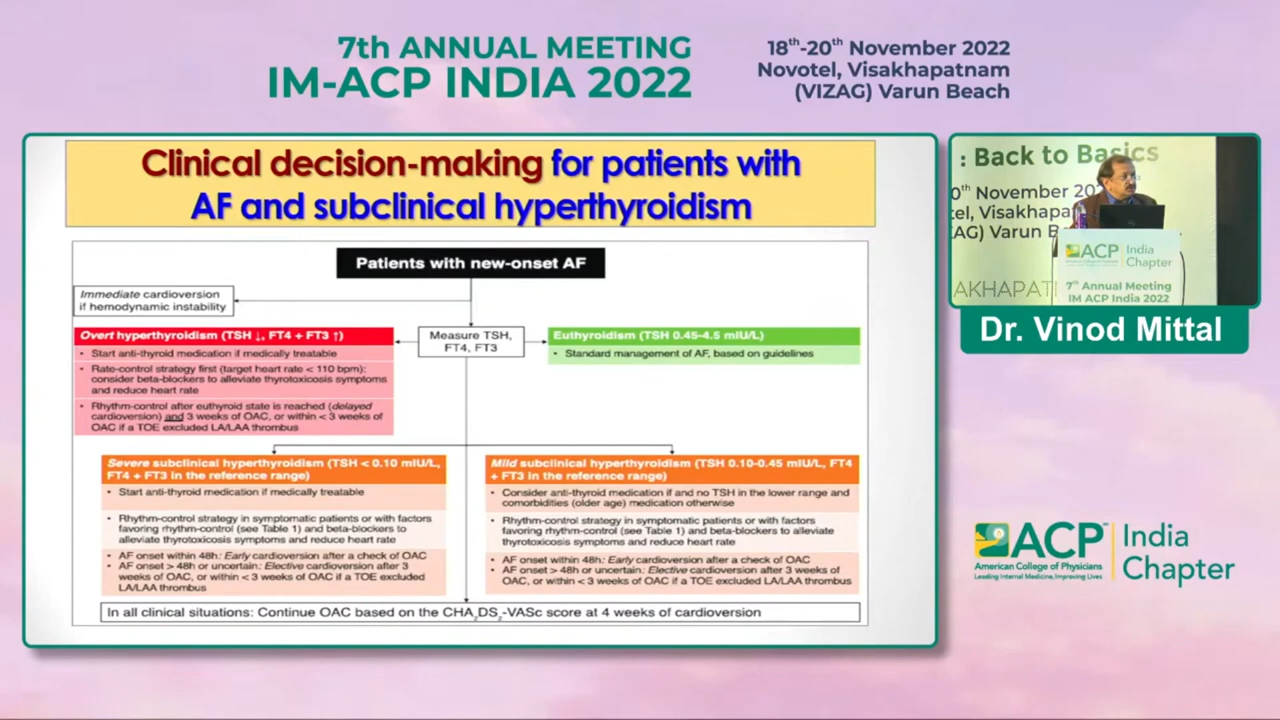 7th ANNUAL MEETING
IM-ACP INDIA 2022
18th-20th November 2022
Novotel, Visakhapatnam
(VIZAG) Varun Beach
Clinical decision-making for patients with
AF and subclinical hyperthyroidism
Patients with new-onset AF
Immediate cardioversion
if hemodynamic instability
Measure TSH,
FT4, FT3
Overt hyperthyroidism (TSH ↓, FT4 + FT3 ↑)
• Start anti-thyroid medication if medically treatable
• Rate-control strategy first (target heart rate < 110 bpm):
consider beta-blockers to alleviate thyrotoxicosis symptoms
and reduce heart rate
• Rhythm-control after euthyroid state is reached (delayed
cardioversion) and 3 weeks of OAC, or within < 3 weeks of
OAC if a TOE excluded LA/LAA thrombus
Euthyroidism (TSH 0.45-4.5 mIU/L)
• Standard management of AF, based on guidelines
Severe subclinical hyperthyroidism (TSH < 0.10 mIU/L,
FT4 + FT3 in the reference range)
• Start anti-thyroid medication if medically treatable
• Rhythm-control strategy in symptomatic patients or with factors
favoring rhythm-control (see Table 1) and beta-blockers to
alleviate thyrotoxicosis symptoms and reduce heart rate
• AF onset within 48h: Early cardioversion after a check of OAC
• AF onset > 48h or uncertain: Elective cardioversion after 3
weeks of OAC, or within < 3 weeks of OAC if a TOE excluded
LA/LAA thrombus
Mild subclinical hyperthyroidism (TSH 0.10-0.45 mIU/L, FT4
+ FT3 in the reference range)
• Consider anti-thyroid medication if and no TSH in the lower range and
comorbidities (older age) medication otherwise
• Rhythm-control strategy in symptomatic patients or with factors
favoring rhythm-control (see Table 1) and beta-blockers to alleviate
thyrotoxicosis symptoms and reduce heart rate
• AF onset within 48h: Early cardioversion after a check of OAC
• AF onset > 48h or uncertain: Elective cardioversion after 3 weeks of
OAC, or within < 3 weeks of OAC if a TOE excluded LA/LAA thrombus
In all clinical situations: Continue OAC based on the CHA2DS2-VASc score at 4 weeks of cardioversion
: Back to Basics
0th November 202
tel, Visakhapa
AG) Varun B
AKHAPAT
ACP India
Chapter
7th Annual Meeting
IM ACP India 2022
Dr. Vinod Mittal
ACP India
Chapter
American College of Physicians
Leading Internal Medicine, Improving Lives